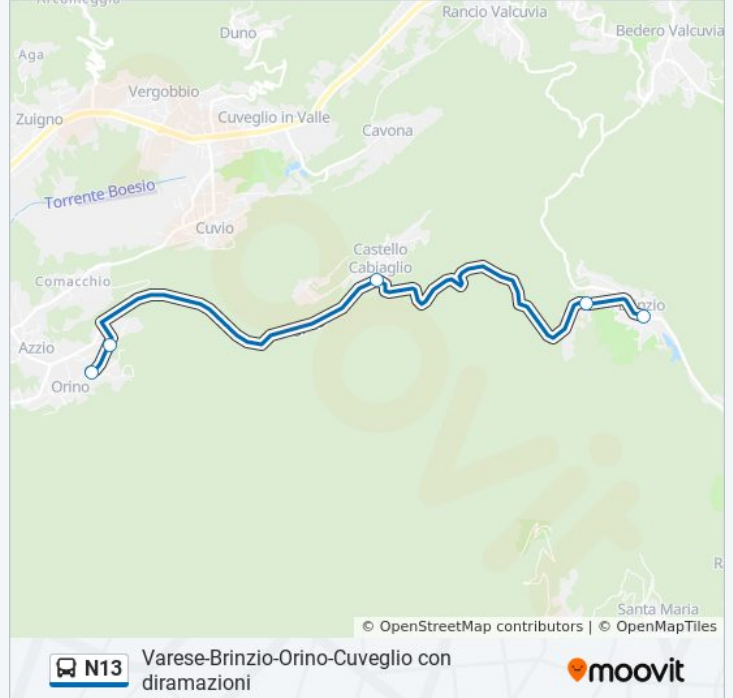 Arcumeggia
Rancio Valcuvia
Duno
Bedero Valcuvia
Aga
Vergobbio
Zuigno
Cuveglio in Valle
Cavona
Torrente Boesio
Cuvio
Castello
Cabiaglio
Comacchio
Brinzio
Azzio
Orino
R
Santa Maria
© OpenStreetMap contributors | © OpenMapTiles
N13
Varese-Brinzio-Orino-Cuveglio con
diramazioni
moovit